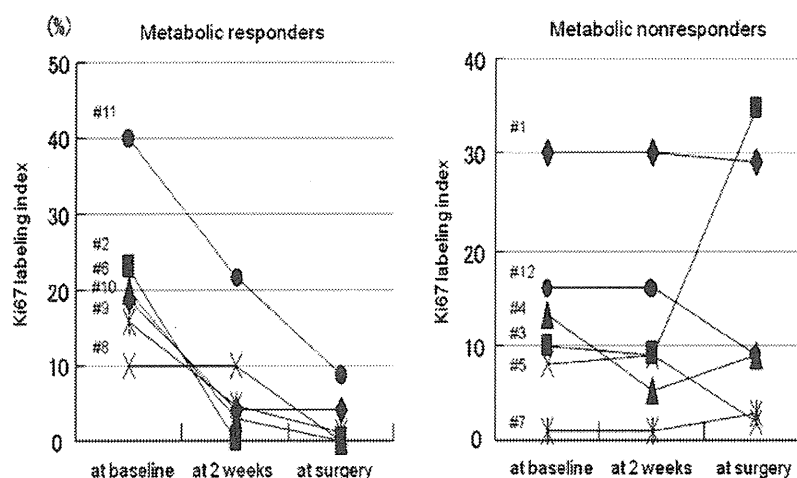 (%)
Metabolic responders
50
40
30
20
10
0
Ki67 labeling index
#11
#2
#6
#10
#9
#8
at baseline
at 2 weeks
at surgery
Metabolic nonresponders
40
30
20
10
0
Ki67 labeling index
#1
#12
#4
#3
#5
#7
at baseline
at 2 weeks
at surgery